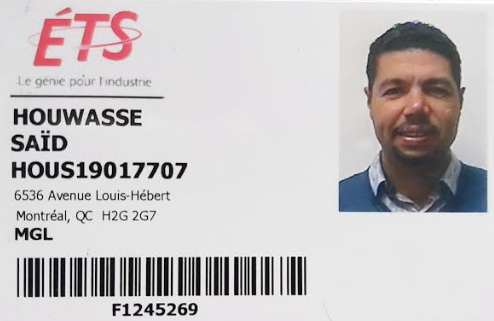 ÉTS
Le génie pour l'industrie
HOUWASSE
SAÏD
HOUS19017707
6536 Avenue Louis-Hébert
Montréal, QC H2G 2G7
MGL
F1245269